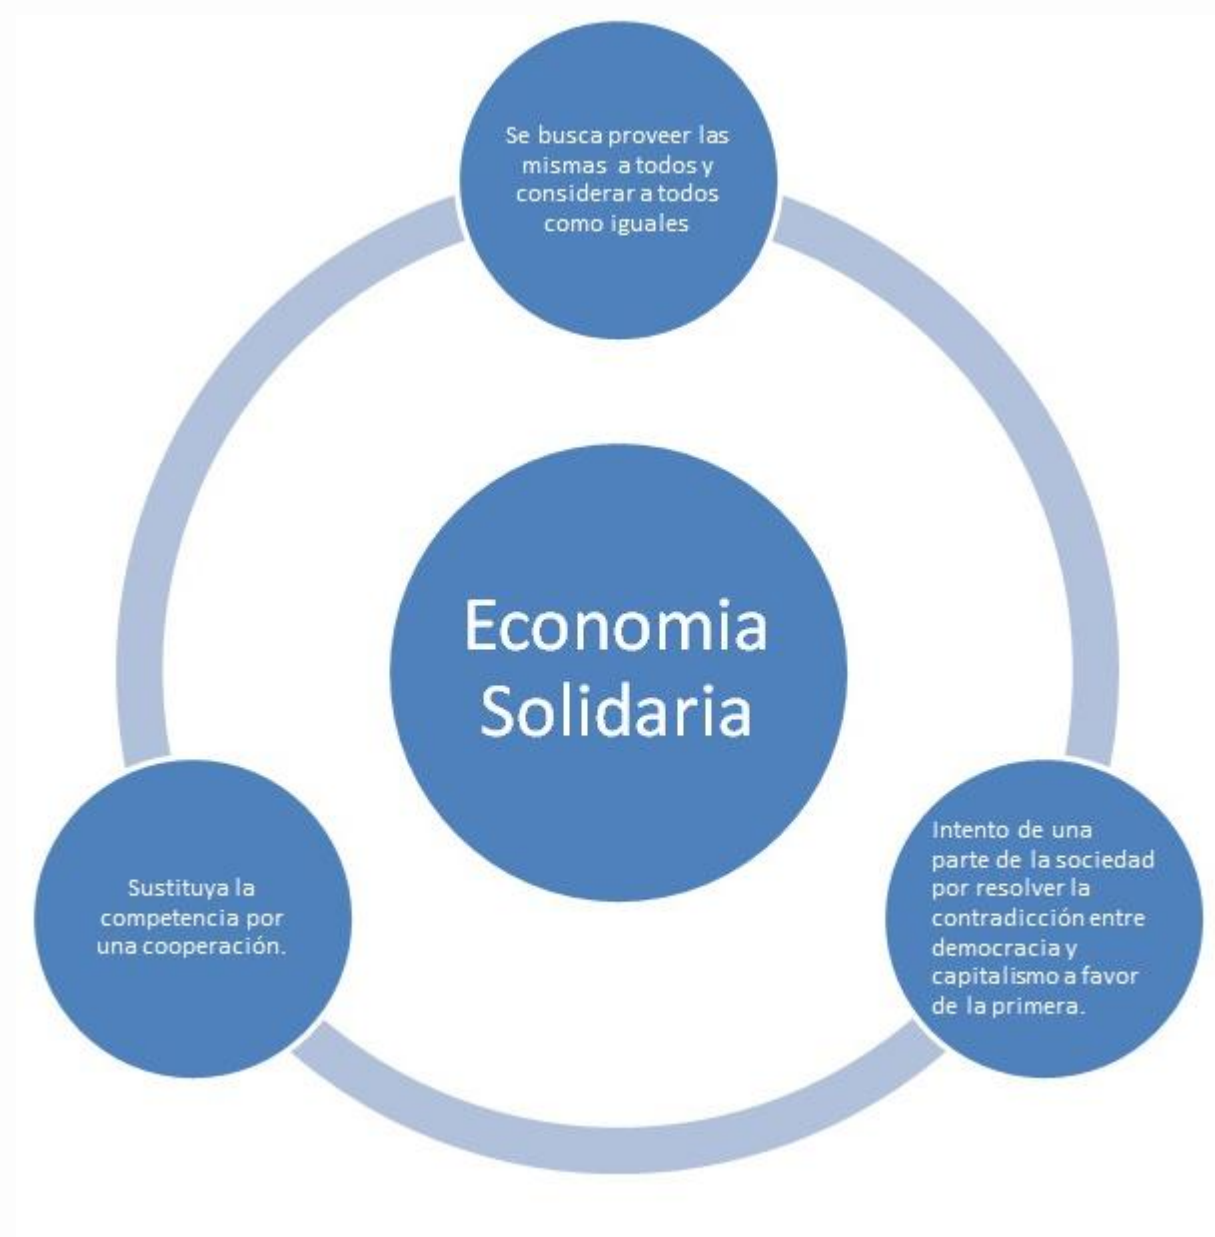 Se busca proveer las
mismas a todos y
considerar a todos
como iguales
Economia
Solidaria
Intento de una
parte de la sociedad
por resolver la
contradicción entre
democracia y
capitalismo a favor
de la primera.
Sustituya la
competencia por
una cooperación.